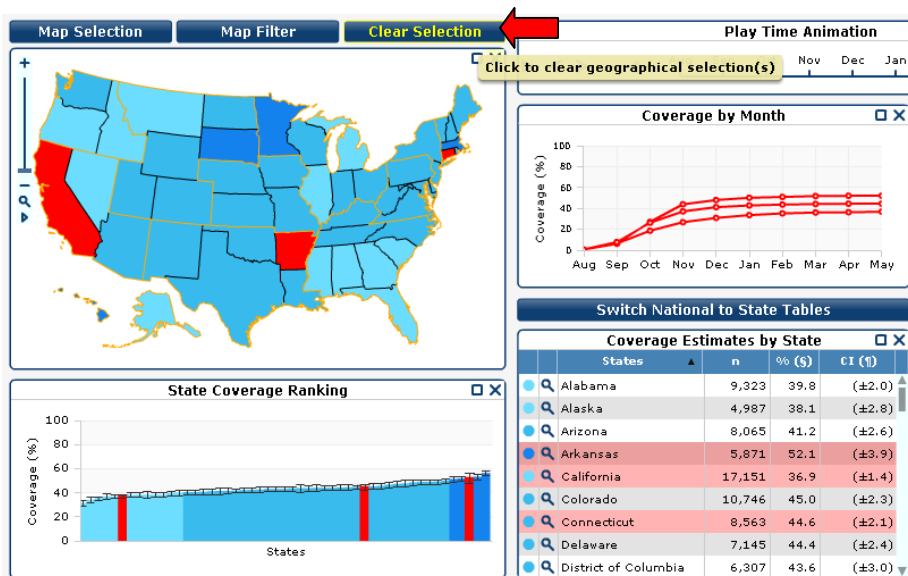 Map Selection
Map Filter
Clear Selection
Play Time Animation
Click to clear geographical selection(s)
Nov Dec Jan
Coverage by Month
Coverage (%)
100
80
60
40
20
0
Aug Sep Oct Nov Dec Jan Feb Mar Apr May
Switch National to State Tables
State Coverage Ranking
Coverage (%)
100
80
60
40
20
0
States
Coverage Estimates by State
States n % (§) CI (¶)
Alabama 9,323 39.8 (±2.0)
Alaska 4,987 38.1 (±2.8)
Arizona 8,065 41.2 (±2.6)
Arkansas 5,871 52.1 (±3.9)
California 17,151 36.9 (±1.4)
Colorado 10,746 45.0 (±2.3)
Connecticut 8,563 44.6 (±2.1)
Delaware 7,145 44.4 (±2.4)
District of Columbia 6,307 43.6 (±3.0)